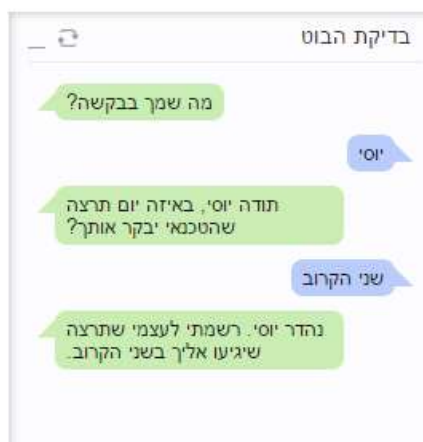 בדיקת הבוט
מה שמך בבקשה?
יוסי
תודה יוסי, באיזה יום תרצה
שהטכנאי יבקר אותך?
שני הקרוב
נהדר יוסי. רשמתי לעצמי שתרצה
שיגיעו אליך בשני הקרוב.